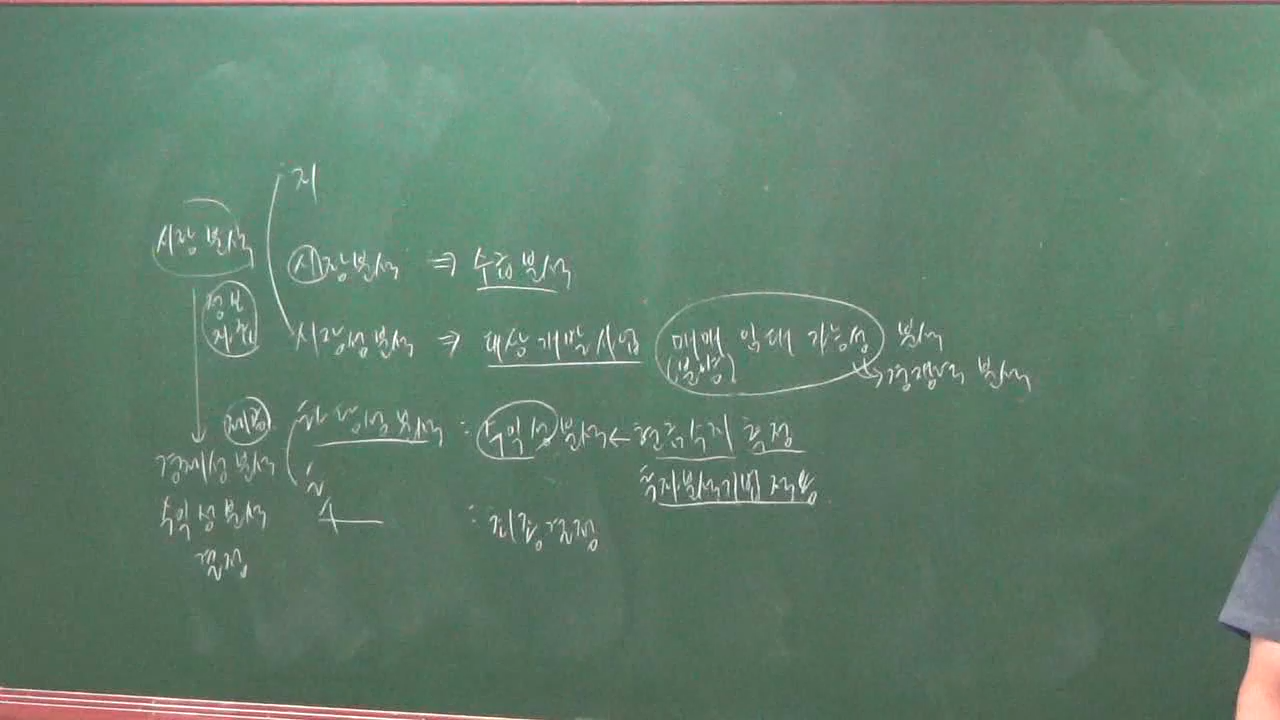 지
시장 분석
시장분석 ⇒ 수급분석
정보
제공
시장성분석 ⇒ 대상 개발사업 매매 임대 가능성 분석
(분양)
경쟁력 분석
타당성 분석 : 수익성 분석 ← 현금수지 측정
경제성 분석
투자분석기법 적용
수익성 분석
투
: 최종 결정
결정